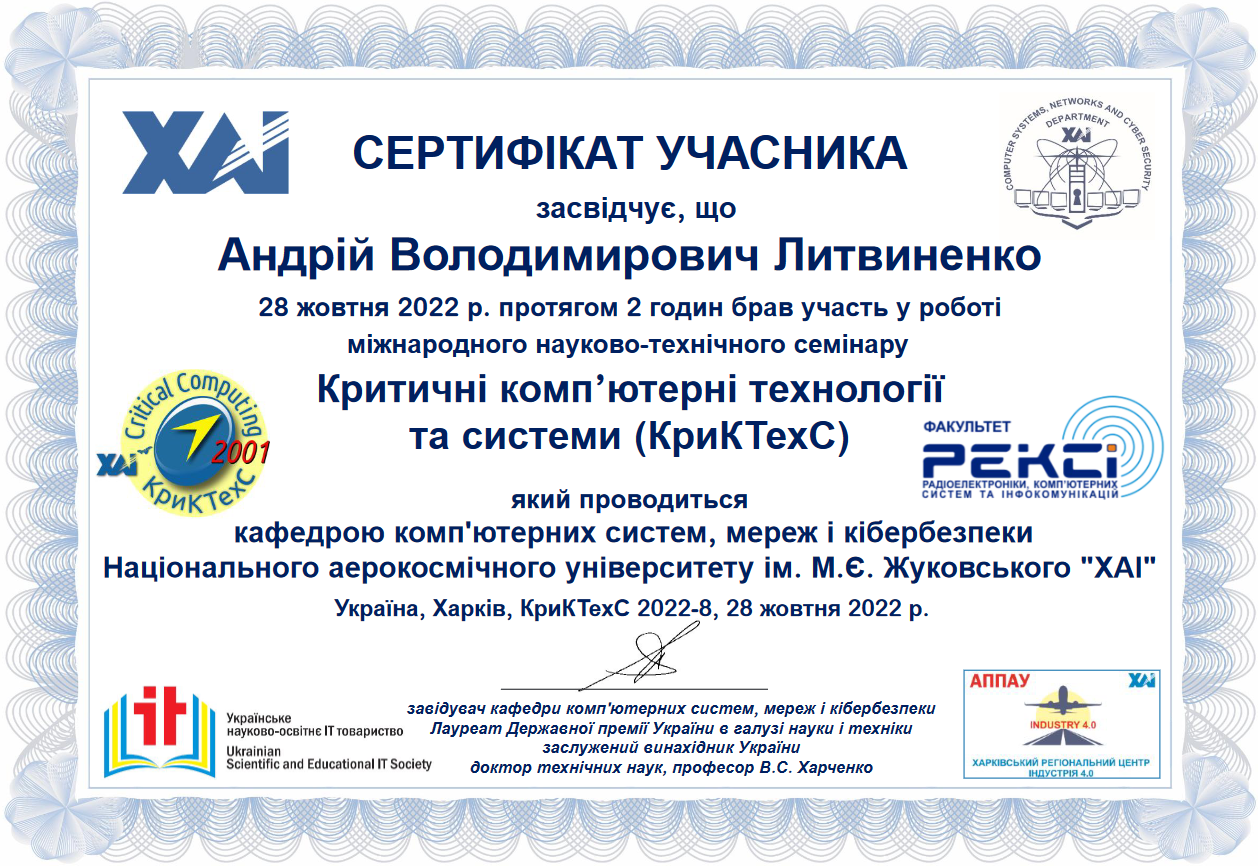 ХАІ
СЕРТИФІКАТ УЧАСНИКА
COMPUTER SYSTEMS, NETWORKS AND CYBER SECURITY
DEPARTMENT
ХАІ
засвідчує, що
Андрій Володимирович Литвиненко
28 жовтня 2022 р. протягом 2 годин брав участь у роботі
міжнародного науково-технічного семінару
Критичні комп’ютерні технології
та системи (КриКТехС)
Critical Computing
2001
ХАІ
КриКТехС
ФАКУЛЬТЕТ
РЕКСІ
РАДІОЕЛЕКТРОНІКИ, КОМП'ЮТЕРНИХ
СИСТЕМ ТА ІНФОКОМУНІКАЦІЙ
який проводиться
кафедрою комп'ютерних систем, мереж і кібербезпеки
Національного аерокосмічного університету ім. М.Є. Жуковського "ХАІ"
Україна, Харків, КриКТехС 2022-8, 28 жовтня 2022 р.
it
Українське
науково-освітнє ІТ товариство
Ukrainian
Scientific and Educational IT Society
завідувач кафедри комп'ютерних систем, мереж і кібербезпеки
Лауреат Державної премії України в галузі науки і техніки
заслужений винахідник України
доктор технічних наук, професор В.С. Харченко
АППАУ
ХАІ
INDUSTRY 4.0
ХАРКІВСЬКИЙ РЕГІОНАЛЬНИЙ ЦЕНТР
ІНДУСТРІЯ 4.0